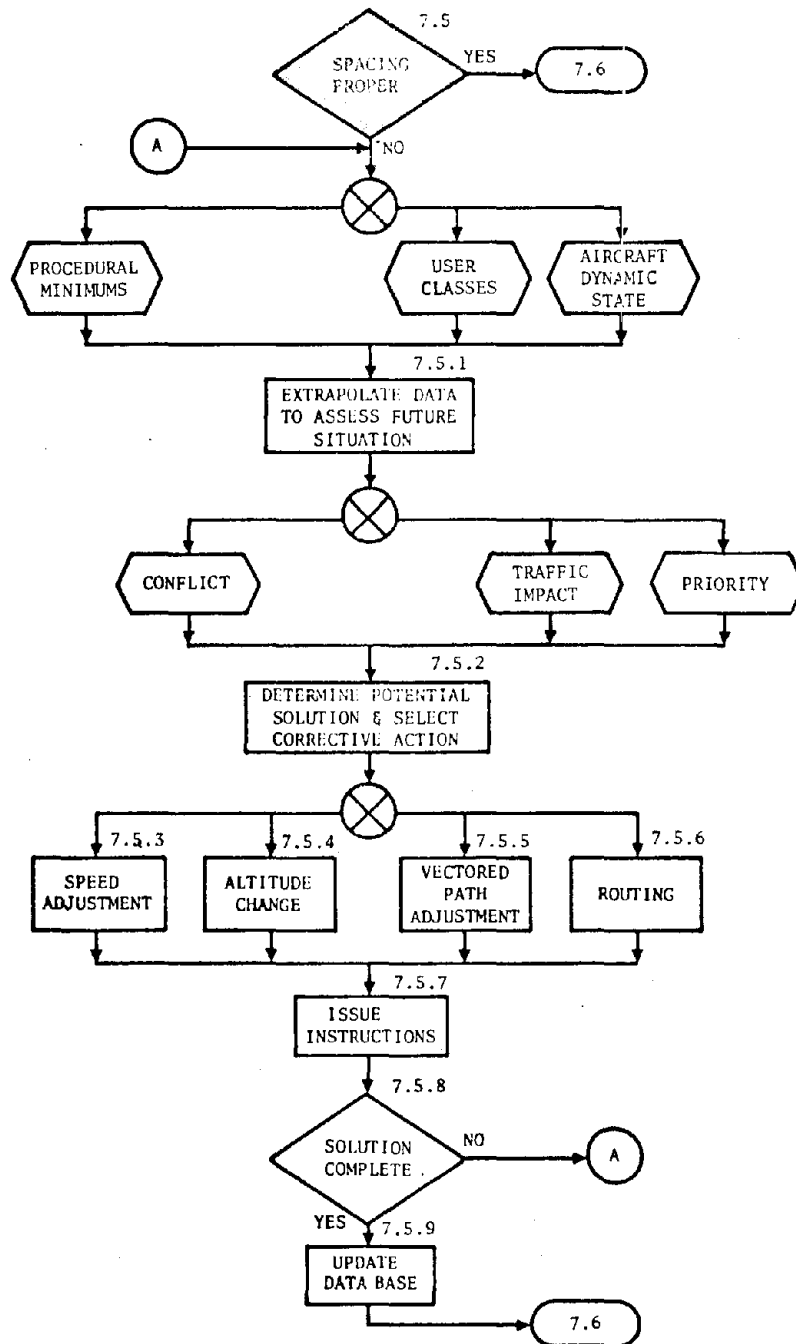 7.5
SPACING
PROPER
YES
7.6
A
NO
PROCEDURAL
MINIMUMS
USER
CLASSES
AIRCRAFT
DYNAMIC
STATE
7.5.1
EXTRAPOLATE DATA
TO ASSESS FUTURE
SITUATION
CONFLICT
TRAFFIC
IMPACT
PRIORITY
7.5.2
DETERMINE POTENTIAL
SOLUTION & SELECT
CORRECTIVE ACTION
7.5.3
SPEED
ADJUSTMENT
7.5.4
ALTITUDE
CHANGE
7.5.5
VECTORED
PATH
ADJUSTMENT
7.5.6
ROUTING
7.5.7
ISSUE
INSTRUCTIONS
7.5.8
SOLUTION
COMPLETE
NO
A
YES
7.5.9
UPDATE
DATA BASE
7.6